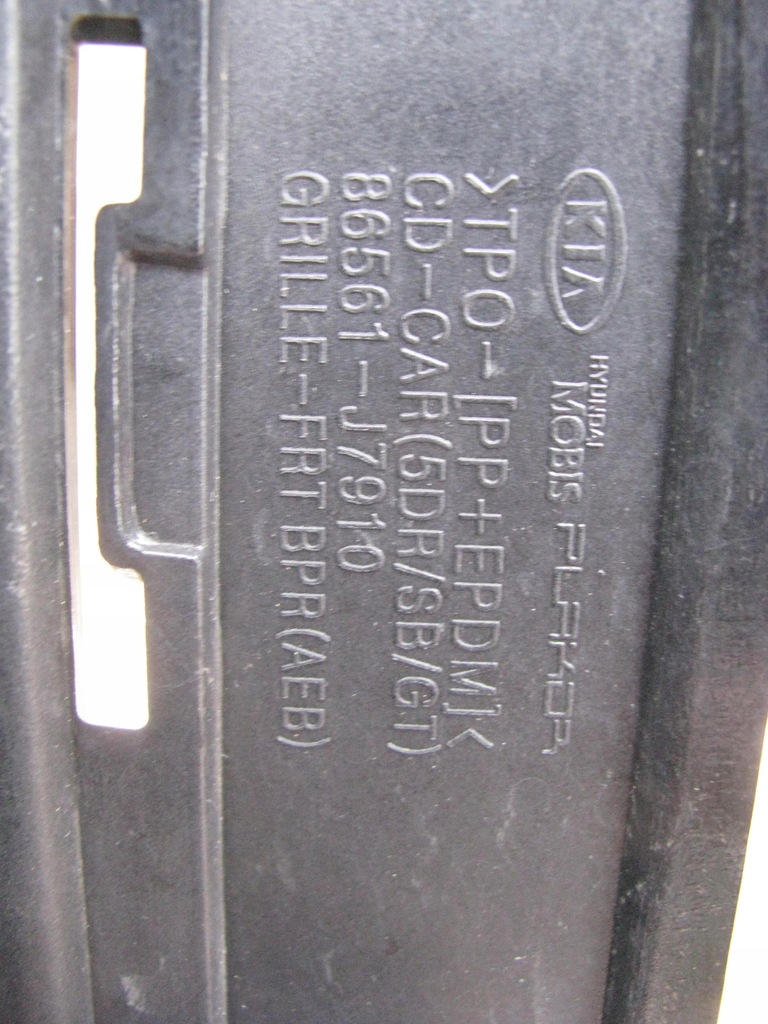 KIA HYUNDAI MOBIS PLAKOR
>TPO-[PP+EPDM]<
CD-CAR(5DR/SB/GT)
86561-J7910
GRILLE-FRT BPR(AEB)